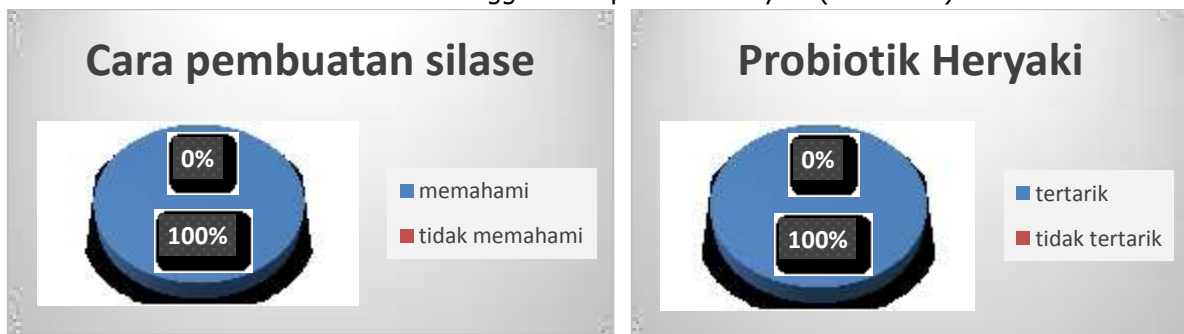 Cara pembuatan silase
0%
100%
memahami
tidak memahami
Probiotik Heryaki
0%
100%
tertarik
tidak tertarik